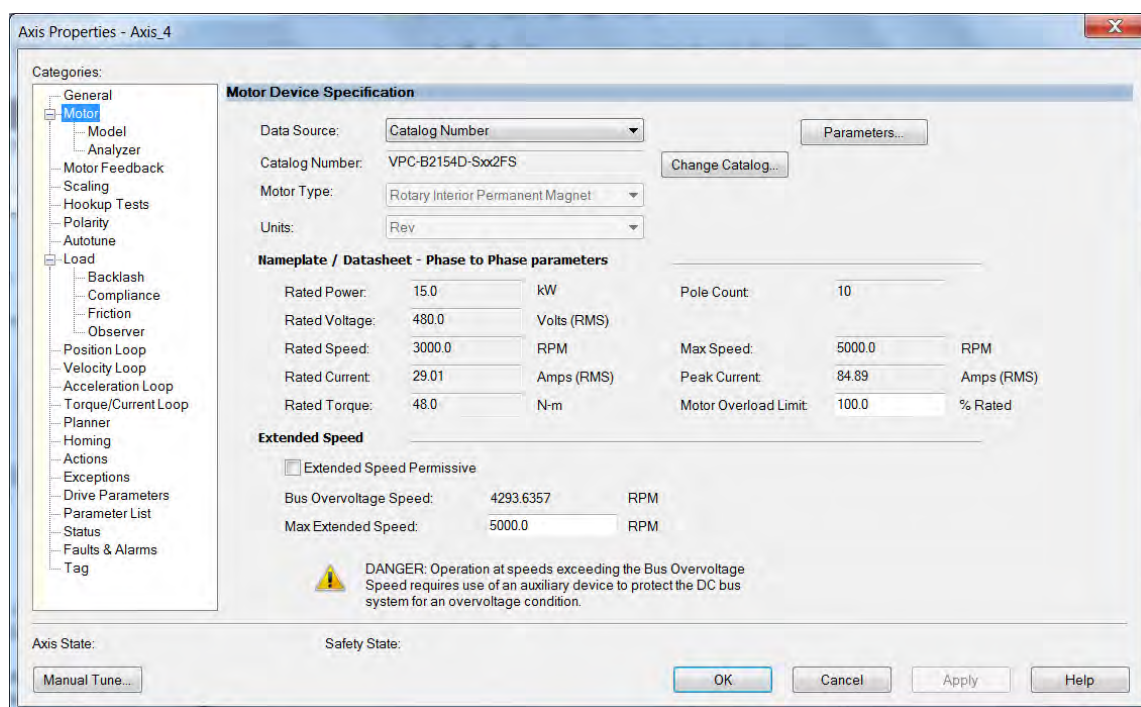 Axis Properties - Axis_4
X
Categories:
General
Motor
Model
Analyzer
Motor Feedback
Scaling
Hookup Tests
Polarity
Autotune
Load
Backlash
Compliance
Friction
Observer
Position Loop
Velocity Loop
Acceleration Loop
Torque/Current Loop
Planner
Homing
Actions
Exceptions
Drive Parameters
Parameter List
Status
Faults & Alarms
Tag
Motor Device Specification
Data Source: Catalog Number Parameters...
Catalog Number: VPC-B2154D-Sxx2FS Change Catalog...
Motor Type: Rotary Interior Permanent Magnet
Units: Rev
Nameplate / Datasheet - Phase to Phase parameters
Rated Power: 15.0 kW Pole Count: 10
Rated Voltage: 480.0 Volts (RMS)
Rated Speed: 3000.0 RPM Max Speed: 5000.0 RPM
Rated Current: 29.01 Amps (RMS) Peak Current: 84.89 Amps (RMS)
Rated Torque: 48.0 N-m Motor Overload Limit: 100.0 % Rated
Extended Speed
Extended Speed Permissive
Bus Overvoltage Speed: 4293.6357 RPM
Max Extended Speed: 5000.0 RPM
DANGER: Operation at speeds exceeding the Bus Overvoltage
Speed requires use of an auxiliary device to protect the DC bus
system for an overvoltage condition.
Axis State: Safety State:
Manual Tune... OK Cancel Apply Help